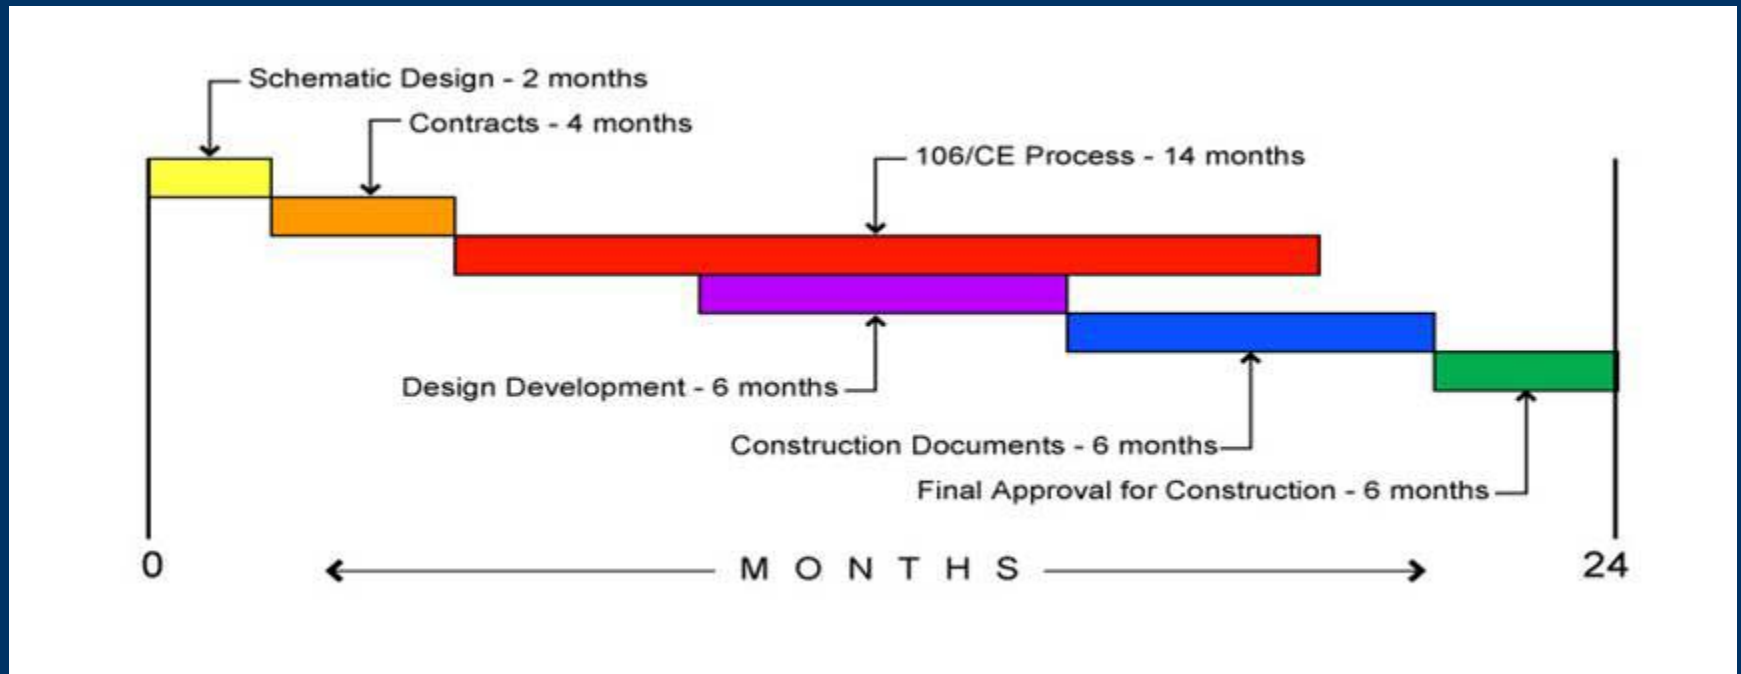 Schematic Design - 2 months
Contracts - 4 months
106/CE Process - 14 months
Design Development - 6 months
Construction Documents - 6 months
Final Approval for Construction - 6 months
0 MONTHS 24